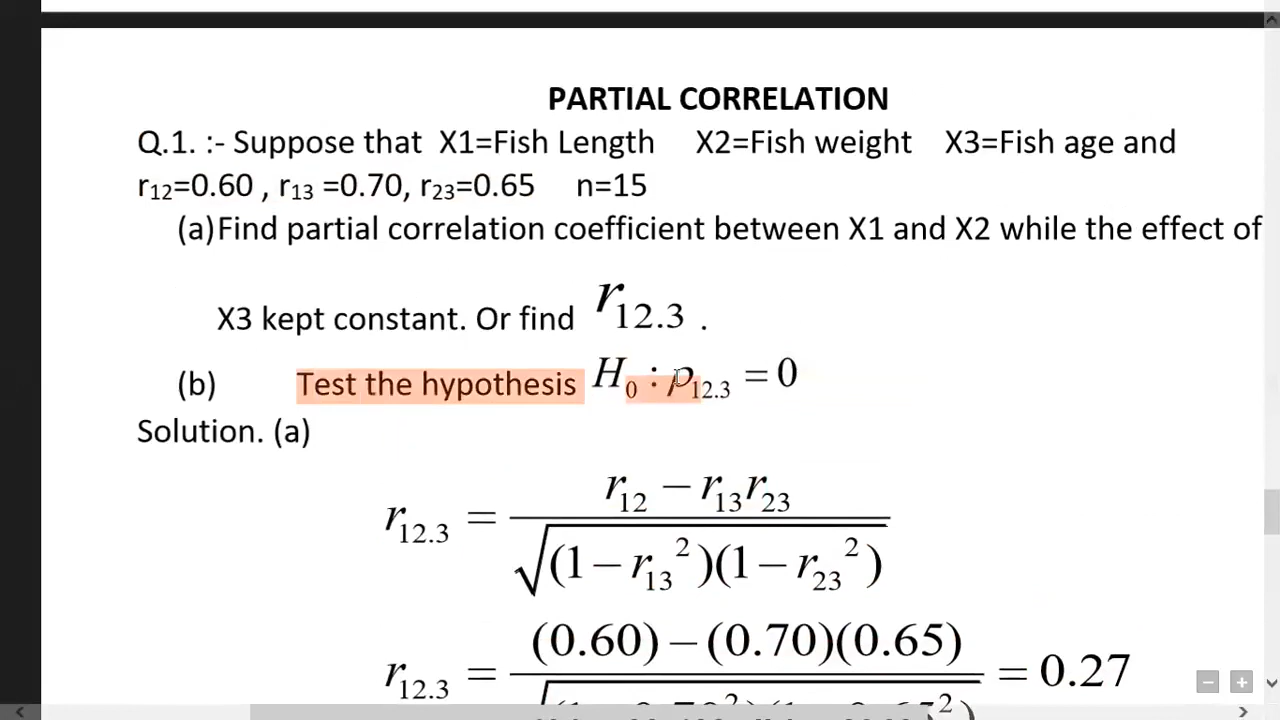 PARTIAL CORRELATION
Q.1. :- Suppose that X1=Fish Length X2=Fish weight X3=Fish age and
r₁₂=0.60 , r₁₃ =0.70, r₂₃=0.65 n=15
(a)Find partial correlation coefficient between X1 and X2 while the effect of
X3 kept constant. Or find r₁₂.₃ .
(b) Test the hypothesis H₀ : ρ₁₂.₃ = 0
Solution. (a)
r₁₂.₃ = (r₁₂ − r₁₃r₂₃) / √(1 − r₁₃²)(1 − r₂₃²)
r₁₂.₃ = (0.60) − (0.70)(0.65) = 0.27